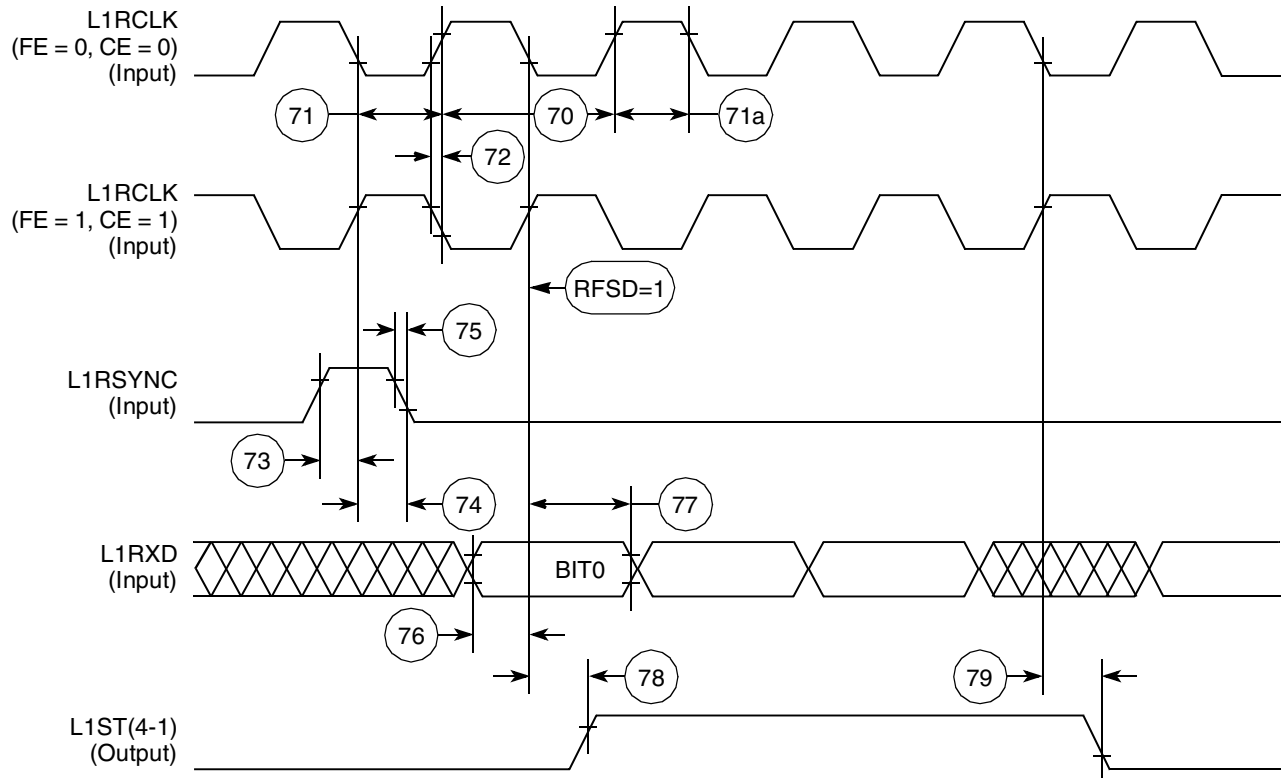 L1RCLK
(FE = 0, CE = 0)
(Input)
71
70
71a
72
L1RCLK
(FE = 1, CE = 1)
(Input)
RFSD=1
75
L1RSYNC
(Input)
73
74
77
L1RXD
(Input)
BIT0
76
78
79
L1ST(4-1)
(Output)